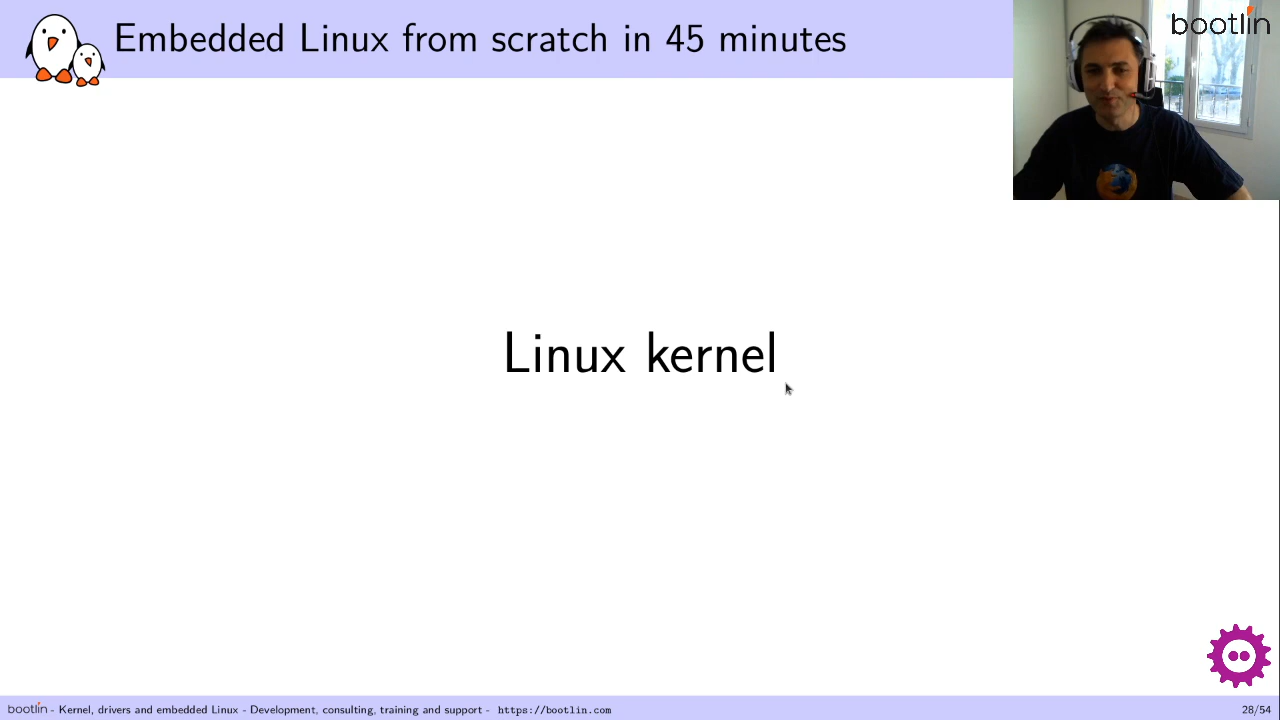 Embedded Linux from scratch in 45 minutes
bootlin
Linux kernel
bootlin - Kernel, drivers and embedded Linux - Development, consulting, training and support - https://bootlin.com
28/54